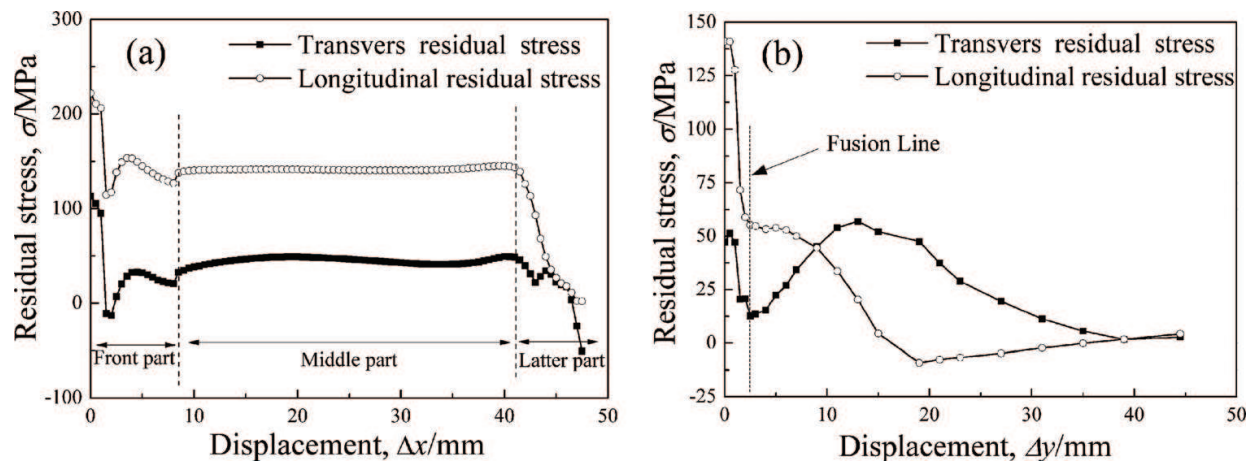 (a)
Transvers residual stress
Longitudinal residual stress
Residual stress, σ/MPa
300
200
100
0
-100
Front part
Middle part
Latter part
0 10 20 30 40 50
Displacement, Δx/mm
(b)
Transvers residual stress
Longitudinal residual stress
Fusion Line
Residual stress, σ/MPa
150
125
100
75
50
25
0
-25
0 10 20 30 40 50
Displacement, Δy/mm